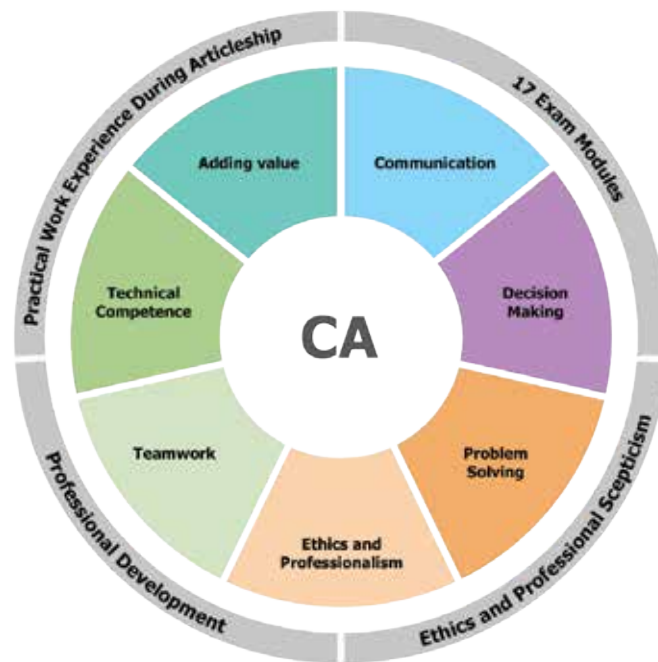 Practical Work Experience During Articleship
17 Exam Modules
Adding value
Communication
Technical
Competence
Decision
Making
CA
Teamwork
Problem
Solving
Ethics and
Professionalism
Professional Development
Ethics and Professional Scepticism